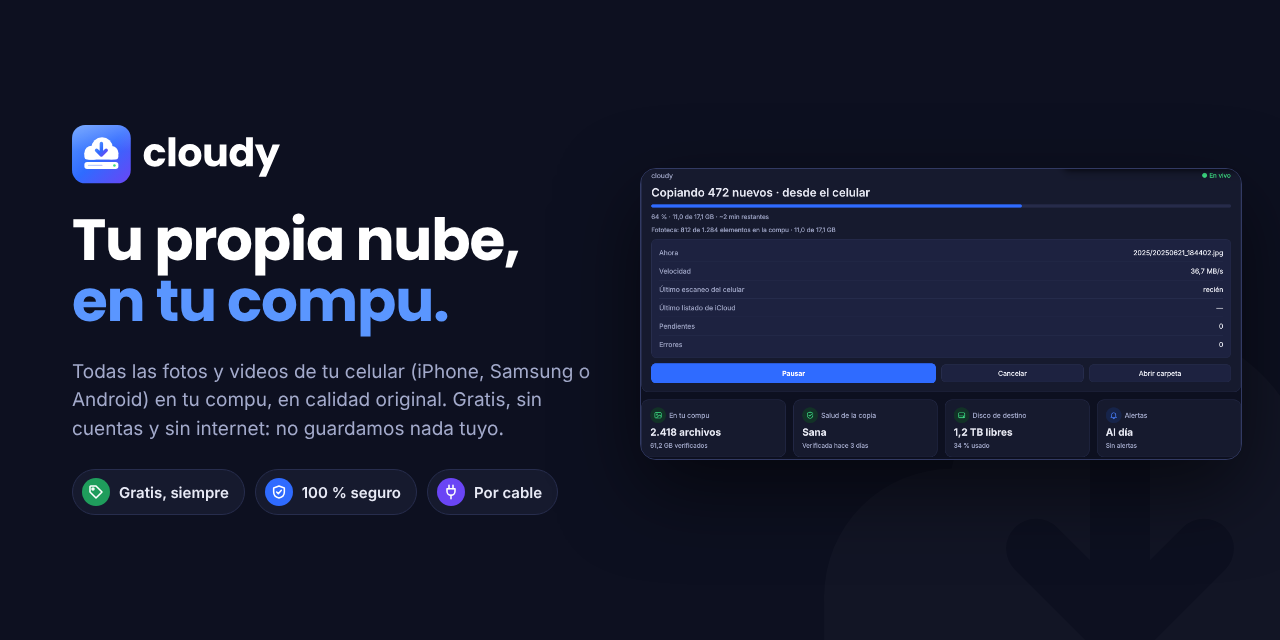 cloudy
Tu propia nube,
en tu compu.
Todas las fotos y videos de tu celular (iPhone, Samsung o
Android) en tu compu, en calidad original. Gratis, sin
cuentas y sin internet: no guardamos nada tuyo.
Gratis, siempre
100 % seguro
Por cable
cloudy
En vivo
Copiando 472 nuevos · desde el celular
64 % · 11,0 de 17,1 GB · ~2 min restantes
Fototeca: 812 de 1.284 elementos en la compu · 11,0 de 17,1 GB
Ahora 2025/20250621_184402.jpg
Velocidad 36,7 MB/s
Último escaneo del celular recién
Último listado de iCloud —
Pendientes 0
Errores 0
Pausar
Cancelar
Abrir carpeta
En tu compu
2.418 archivos
61,2 GB verificados
Salud de la copia
Sana
Verificada hace 3 días
Disco de destino
1,2 TB libres
34 % usado
Alertas
Al día
Sin alertas